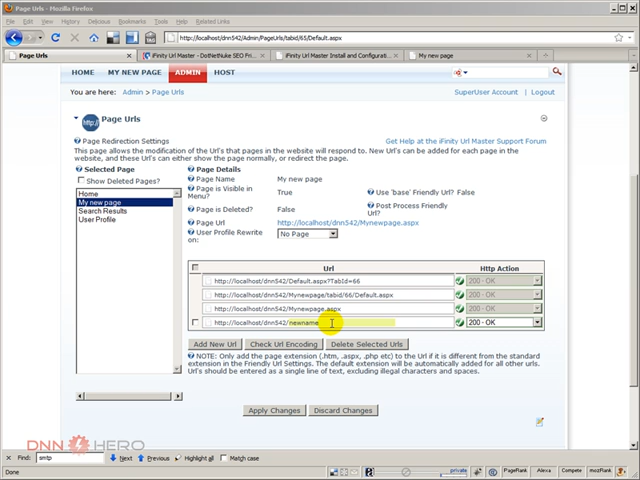 Page Urls - Mozilla Firefox
File Edit View History Bookmarks Tools Help Related Links
http://localhost/dnn542/Admin/PageUrls/tabid/65/Default.aspx
Page Urls
iFinity Url Master - DotNetNuke SEO Fri...
iFinity Url Master Install and Configurat...
My new page
HOME MY NEW PAGE ADMIN HOST
You are here: Admin > Page Urls
SuperUser Account | Logout
http://
Page Urls
Page Redirection Settings
Get Help at the iFinity Url Master Support Forum
This page allows the modification of the Url's that pages in the website will respond to. New Url's can be added for each page in the
website, and these Url's can either show the page normally, or redirect the page.
Selected Page
Show Deleted Pages?
Home
My new page
Search Results
User Profile
Page Details
Page Name My new page
Page is Visible in Menu? True Use 'base' Friendly Url? False
Page is Deleted? False Post Process Friendly Url?
Page Url http://localhost/dnn542/Mynewpage.aspx
User Profile Rewrite on: No Page
Url Http Action
http://localhost/dnn542/Default.aspx?TabId=66 200 - OK
http://localhost/dnn542/Mynewpage/tabid/66/Default.aspx 200 - OK
http://localhost/dnn542/Mynewpage.aspx 200 - OK
http://localhost/dnn542/newname 200 - OK
Add New Url Check Url Encoding Delete Selected Urls
NOTE: Only add the page extension (.htm, .aspx, .php etc) to the Url if it is different from the standard
extension in the Friendly Url Settings. The default extension will be automatically added for all other urls.
Url's should be entered as a single line of text, excluding illegal characters and spaces.
Apply Changes Discard Changes
DNN HERO
Find: smtp Next Previous Highlight all Match case
Done
private PageRank Alexa Compete mozRank